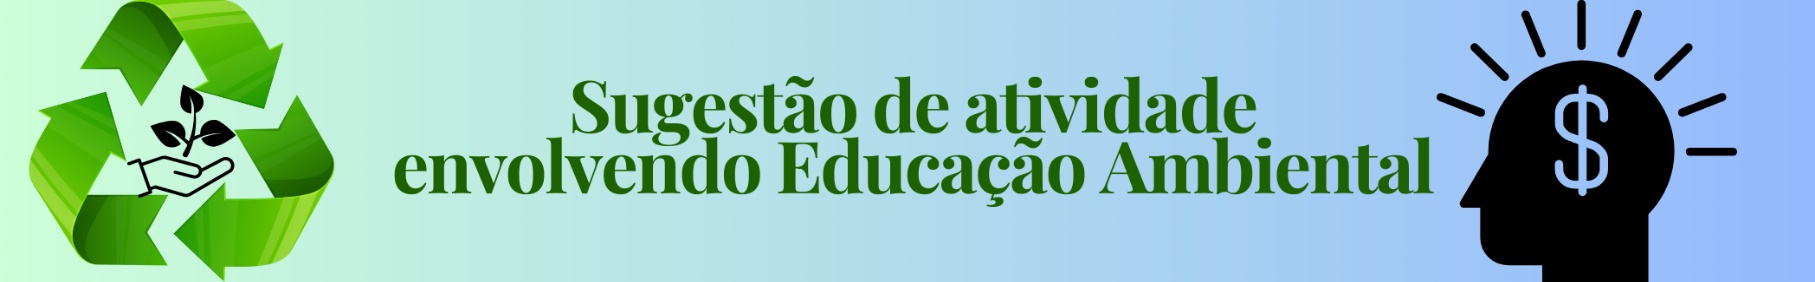 Sugestão de atividade
envolvendo Educação Ambiental
$